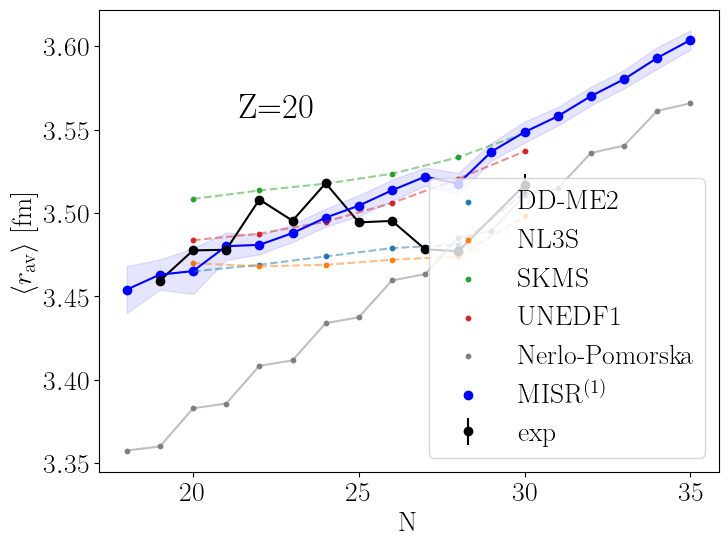 3.60
3.55
3.50
3.45
3.40
3.35
⟨r_av⟩ [fm]
Z=20
DD-ME2
NL3S
SKMS
UNEDF1
Nerlo-Pomorska
MISR^(1)
exp
20
25
30
35
N